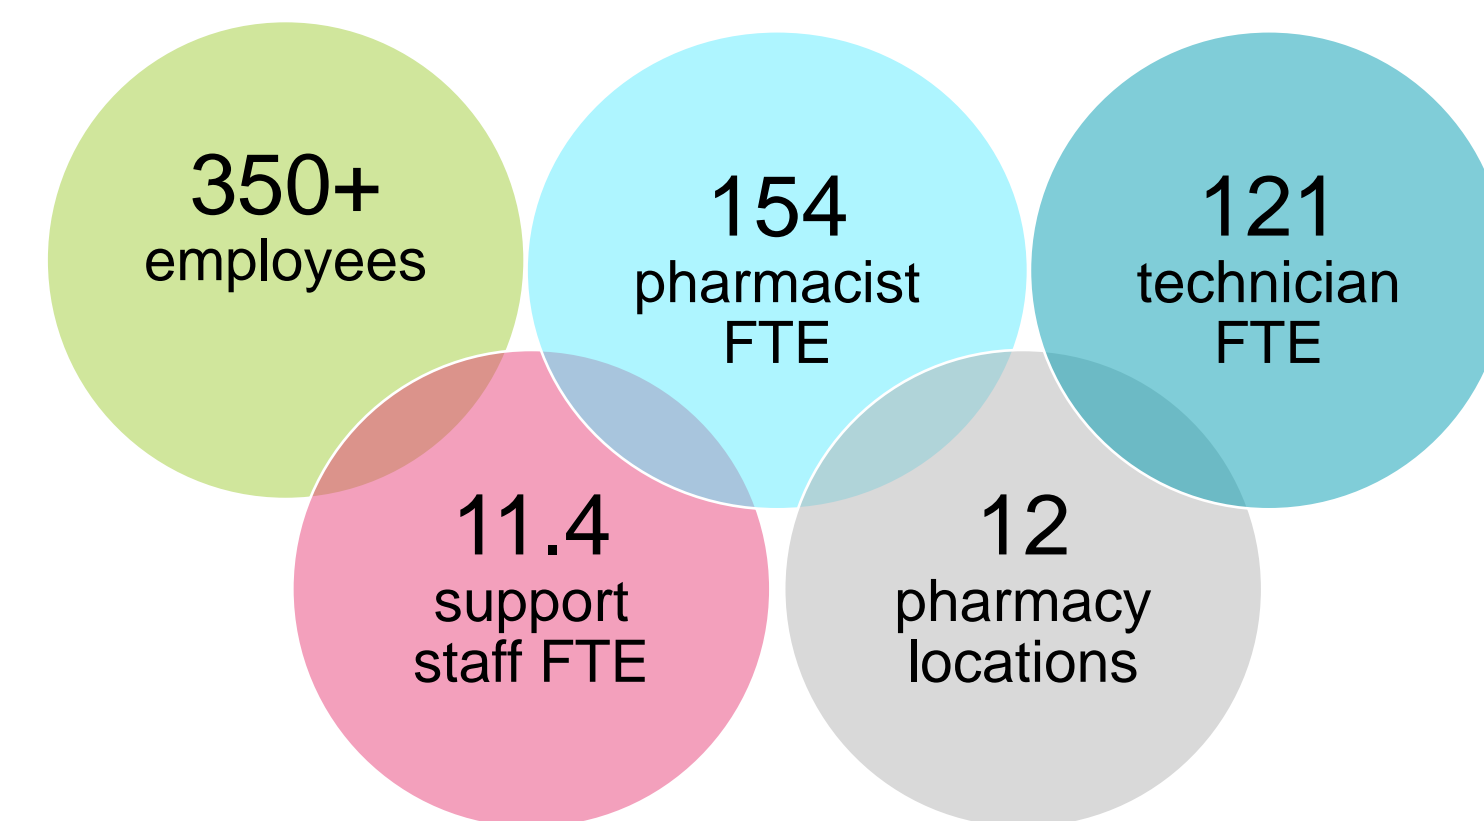 350+
employees
154
pharmacist
FTE
121
technician
FTE
11.4
support
staff FTE
12
pharmacy
locations